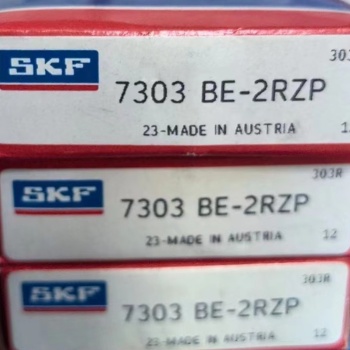 303
SKF 7303 BE-2RZP
23-MADE IN AUSTRIA 1
303R
SKF 7303 BE-2RZP
23-MADE IN AUSTRIA 12
303R
SKF 7303 BE-2RZP
23-MADE IN AUSTRIA 12